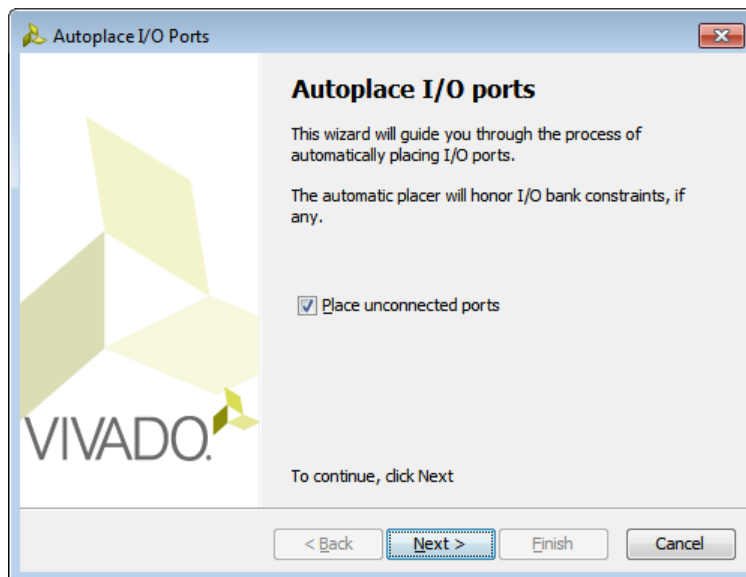 Autoplace I/O Ports
Autoplace I/O ports
This wizard will guide you through the process of
automatically placing I/O ports.
The automatic placer will honor I/O bank constraints, if
any.
Place unconnected ports
VIVADO.
To continue, click Next
< Back
Next >
Finish
Cancel